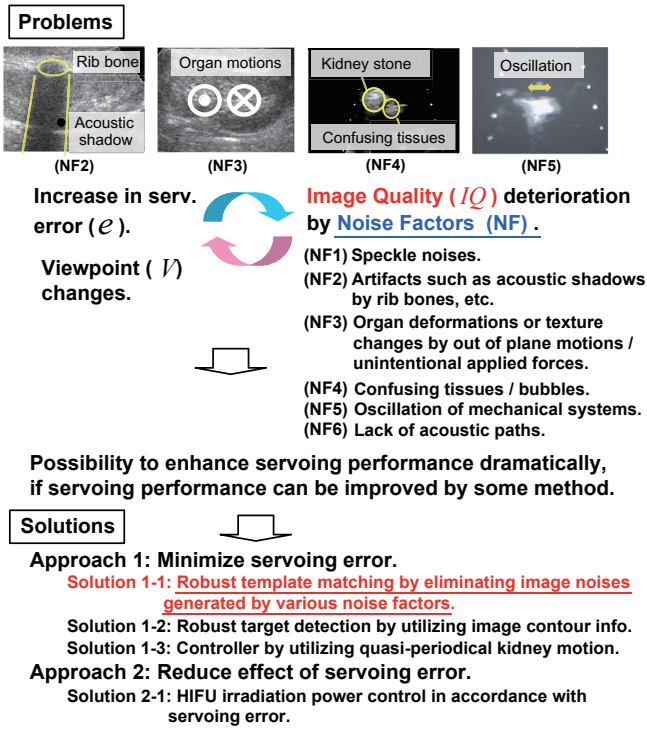 Problems
Rib bone
Acoustic
shadow
(NF2)
Organ motions
(NF3)
Kidney stone
Confusing tissues
(NF4)
Oscillation
(NF5)
Increase in serv.
error (e).
Viewpoint ( V)
changes.
Image Quality (IQ) deterioration
by Noise Factors (NF) .
(NF1) Speckle noises.
(NF2) Artifacts such as acoustic shadows
by rib bones, etc.
(NF3) Organ deformations or texture
changes by out of plane motions /
unintentional applied forces.
(NF4) Confusing tissues / bubbles.
(NF5) Oscillation of mechanical systems.
(NF6) Lack of acoustic paths.
Possibility to enhance servoing performance dramatically,
if servoing performance can be improved by some method.
Solutions
Approach 1: Minimize servoing error.
Solution 1-1: Robust template matching by eliminating image noises
generated by various noise factors.
Solution 1-2: Robust target detection by utilizing image contour info.
Solution 1-3: Controller by utilizing quasi-periodical kidney motion.
Approach 2: Reduce effect of servoing error.
Solution 2-1: HIFU irradiation power control in accordance with
servoing error.